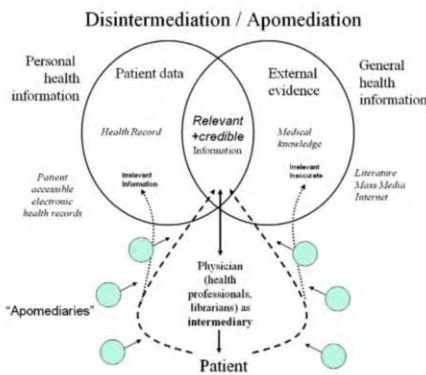 Disintermediation / Apomediation
Personal
health
information
Patient data
External
evidence
General
health
information
Health Record
Relevant
+credible
Information
Medical
knowledge
Irrelevant
Information
Irrelevant
Inaccurate
Patient
accessible
electronic
health records
Literature
Mass Media
Internet
Physician
(health
professionals,
librarians) as
intermediary
"Apomediaries"
Patient